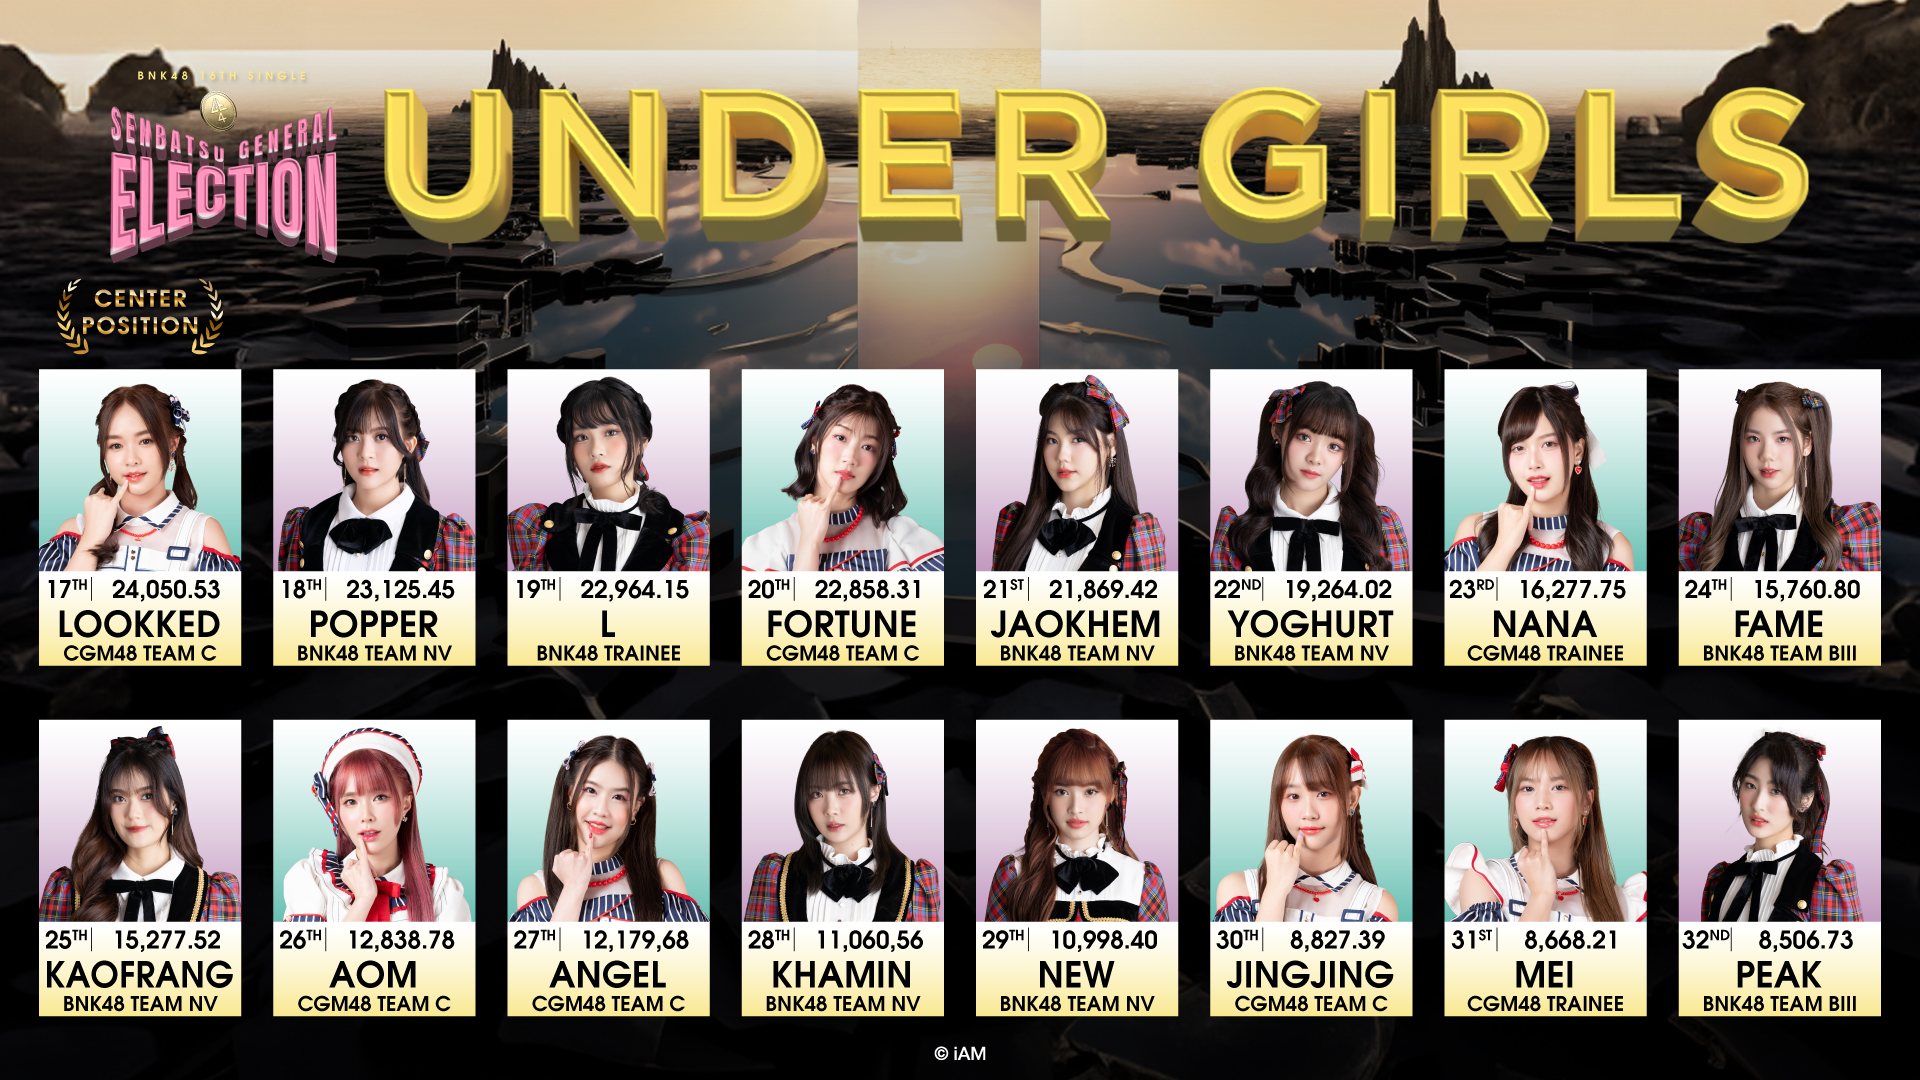 BNK48 16TH SINGLE
4
4
SENBATSU GENERAL
ELECTION
UNDER GIRLS
CENTER
POSITION
17TH 24,050.53
LOOKKED
CGM48 TEAM C
18TH 23,125.45
POPPER
BNK48 TEAM NV
19TH 22,964.15
L
BNK48 TRAINEE
20TH 22,858.31
FORTUNE
CGM48 TEAM C
21ST 21,869.42
JAOKHEM
BNK48 TEAM NV
22ND 19,264.02
YOGHURT
BNK48 TEAM NV
23RD 16,277.75
NANA
CGM48 TRAINEE
24TH 15,760.80
FAME
BNK48 TEAM BIII
25TH 15,277.52
KAOFRANG
BNK48 TEAM NV
26TH 12,838.78
AOM
CGM48 TEAM C
27TH 12,179,68
ANGEL
CGM48 TEAM C
28TH 11,060,56
KHAMIN
BNK48 TEAM NV
29TH 10,998.40
NEW
BNK48 TEAM NV
30TH 8,827.39
JINGJING
CGM48 TEAM C
31ST 8,668.21
MEI
CGM48 TRAINEE
32ND 8,506.73
PEAK
BNK48 TEAM BIII
© iAM